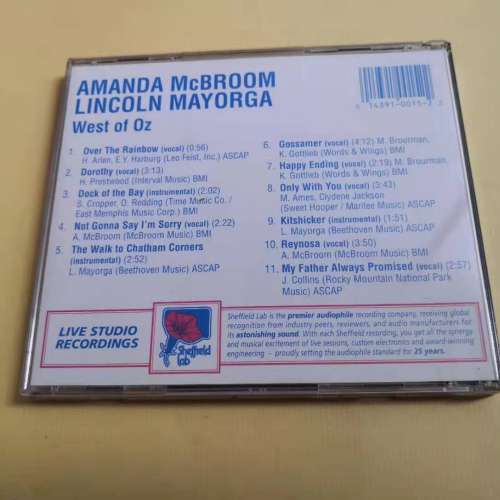 AMANDA McBROOM
LINCOLN MAYORGA
West of Oz
1. Over The Rainbow (vocal) (0:56)
H. Arlen, E.Y. Harburg (Leo Feist, Inc.) ASCAP
2. Dorothy (vocal) (3:13)
H. Prestwood (Interval Music) BMI
3. Dock of the Bay (instrumental) (2:02)
S. Cropper, O. Redding (Time Music Co. /
East Memphis Music Corp.) BMI
4. Not Gonna Say I'm Sorry (vocal) (2:22)
A. McBroom (McBroom Music) BMI
5. The Walk to Chatham Corners
(instrumental) (2:52)
L. Mayorga (Beethoven Music) ASCAP
6. Gossamer (vocal) (4:12) M. Brourman,
K. Gottlieb (Words & Wings) BMI
7. Happy Ending (vocal) (2:19) M. Brourman,
K. Gottlieb (Words & Wings) BMI
8. Only With You (vocal) (3:43)
M. Ames, Clydene Jackson
(Sweet Hooper / Marilee Music) ASCAP
9. Kitshicker (instrumental) (1:51)
L. Mayorga (Beethoven Music) ASCAP
10. Reynosa (vocal) (3:50)
A. McBroom (McBroom Music) BMI
11. My Father Always Promised (vocal) (2:57)
J. Collins (Rocky Mountain National Park
Music) ASCAP
LIVE STUDIO
RECORDINGS
Sheffield
Lab
Sheffield Lab is the premier audiophile recording company, receiving global
recognition from industry peers, reviewers, and audio manufacturers for its
astonishing sound. With each Sheffield recording, you get all the synergy
and musical excitement of live sessions, custom electronics and award-winning
engineering – proudly setting the audiophile standard for 25 years.